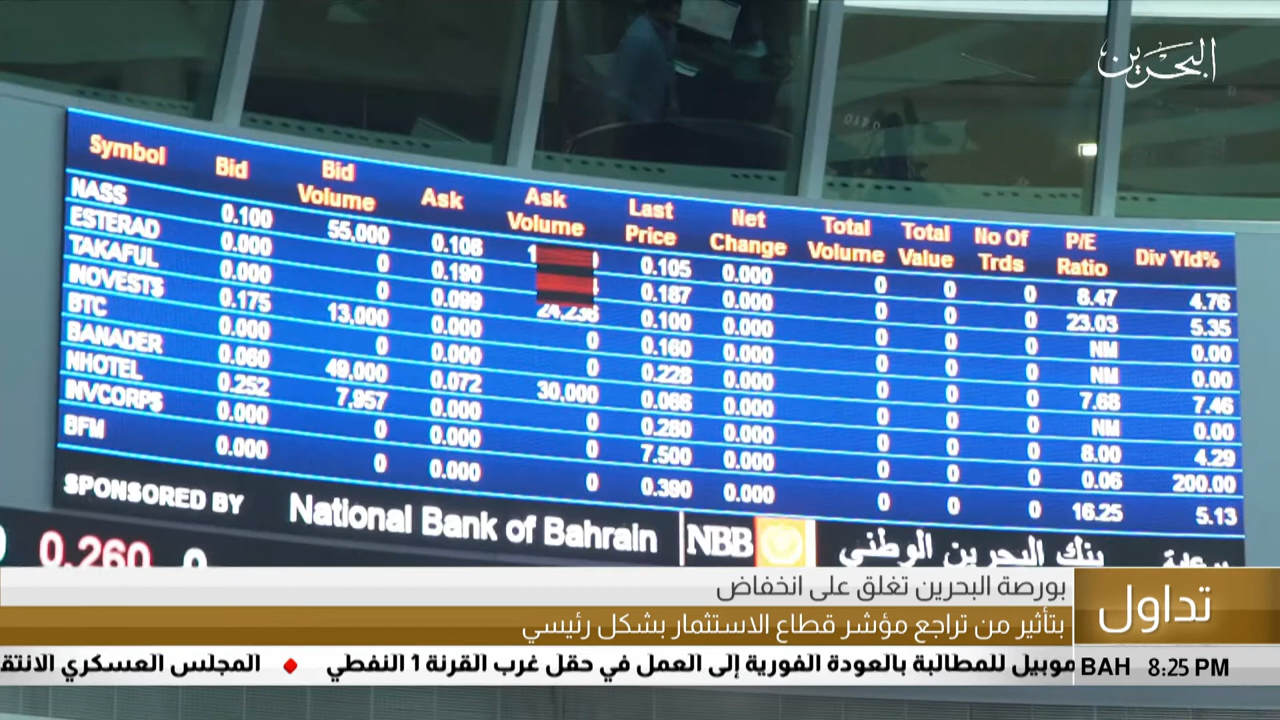 البحرين
Symbol Bid Bid Volume Ask Ask Volume Last Price Net Change Total Volume Total Value No Of Trds P/E Ratio Div Yld%
NASS 0.100 55,000 0.106 0.105 0.000 0 0 0 8.47 4.76
ESTERAD 0.000 0 0.190 0.187 0.000 0 0 0 23.03 5.35
TAKAFUL 0.000 0 0.099 0.100 0.000 0 0 0 NM 0.00
INOVEST$ 0.175 13,000 0.000 0 0.160 0.000 0 0 0 NM 0.00
BTC 0.000 0 0.000 0 0.228 0.000 0 0 0 7.68 7.46
BANADER 0.060 49,000 0.072 30,000 0.066 0.000 0 0 0 NM 0.00
NHOTEL 0.252 7,957 0.000 0 0.280 0.000 0 0 0 8.00 4.29
INVCORP$ 0.000 0 0.000 0 7.500 0.000 0 0 0 0.06 200.00
BFM 0.000 0 0.000 0 0.390 0.000 0 0 0 16.25 5.13
SPONSORED BY National Bank of Bahrain NBB بنك البحرين الوطني برعاية
0.260 0
تداول
بورصة البحرين تغلق على انخفاض
بتأثير من تراجع مؤشر قطاع الاستثمار بشكل رئيسي
BAH 8:25 PM
موبيل للمطالبة بالعودة الفورية إلى العمل في حقل غرب القرنة 1 النفطي ♦ المجلس العسكري